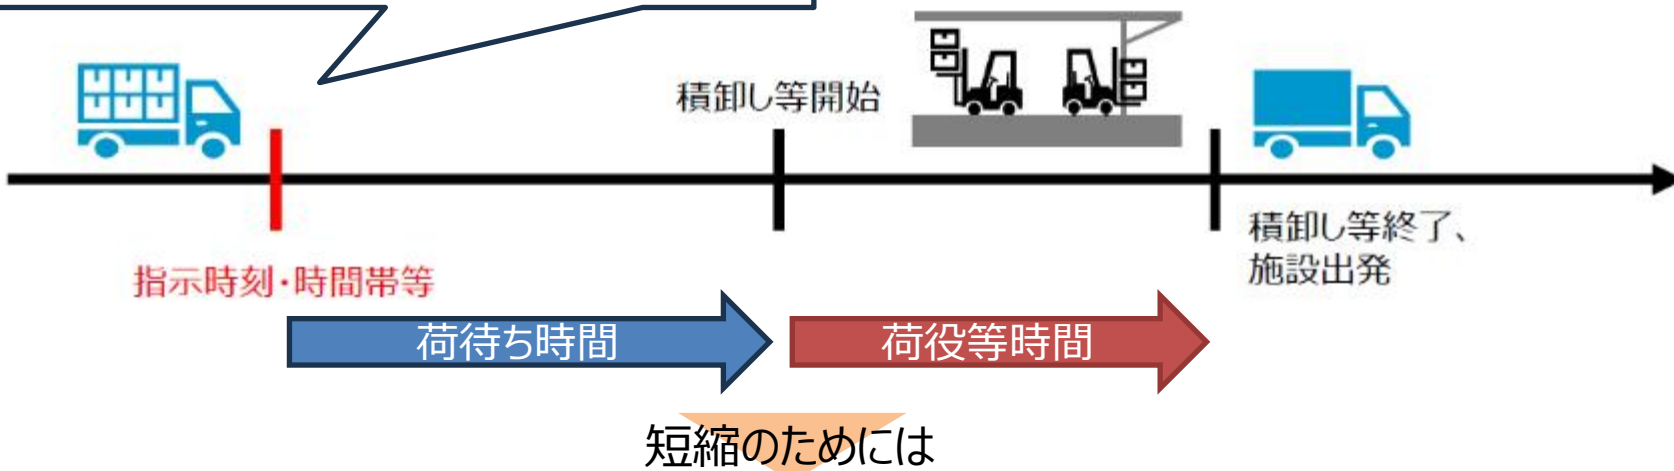 積卸し等開始
積卸し等終了、
施設出発
指示時刻・時間帯等
荷待ち時間
荷役等時間
短縮のためには